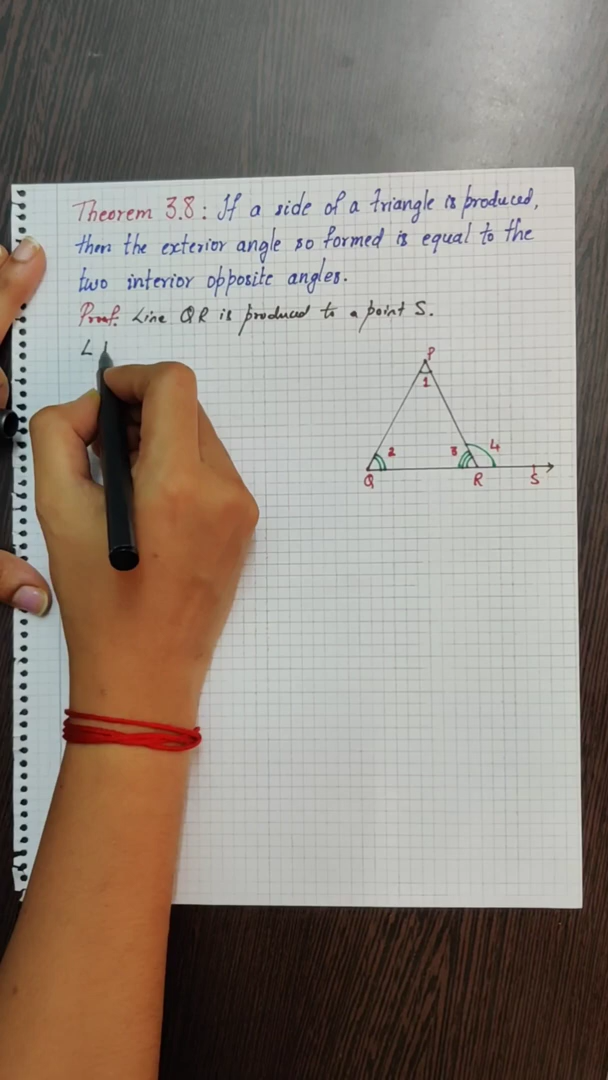 Theorem 3.8: If a side of a triangle is produced,
then the exterior angle so formed is equal to the
two interior opposite angles.
Proof. Line QR is produced to a point S.
∠ 1
P
1
2
3
4
Q
R
S